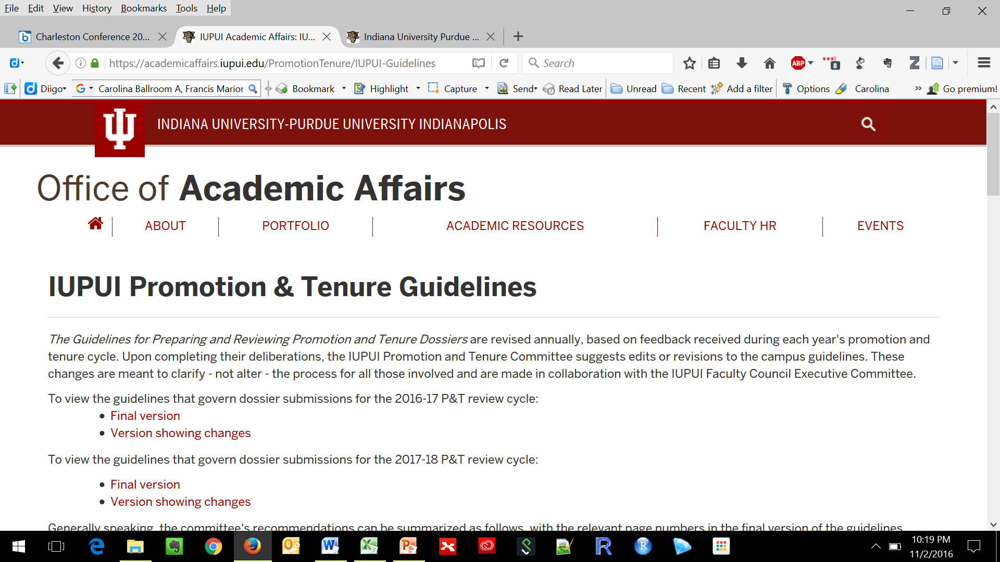 File Edit View History Bookmarks Tools Help
Charleston Conference 20... IUPUI Academic Affairs: IU... Indiana University Purdue ...
https://academicaffairs.iupui.edu/PromotionTenure/IUPUI-Guidelines Search ABP 8
Diigo Carolina Ballroom A, Francis Marior Bookmark Highlight Capture Send Read Later Unread Recent Add a filter Options Carolina » Go premium!
INDIANA UNIVERSITY-PURDUE UNIVERSITY INDIANAPOLIS
Office of Academic Affairs
ABOUT PORTFOLIO ACADEMIC RESOURCES FACULTY HR EVENTS
IUPUI Promotion & Tenure Guidelines
The Guidelines for Preparing and Reviewing Promotion and Tenure Dossiers are revised annually, based on feedback received during each year's promotion and
tenure cycle. Upon completing their deliberations, the IUPUI Promotion and Tenure Committee suggests edits or revisions to the campus guidelines. These
changes are meant to clarify - not alter - the process for all those involved and are made in collaboration with the IUPUI Faculty Council Executive Committee.
To view the guidelines that govern dossier submissions for the 2016-17 P&T review cycle:
• Final version
• Version showing changes
To view the guidelines that govern dossier submissions for the 2017-18 P&T review cycle:
• Final version
• Version showing changes
Generally speaking, the committee's recommendations can be summarized as follows, with the relevant page numbers in the final version of the guidelines
10:19 PM
11/2/2016